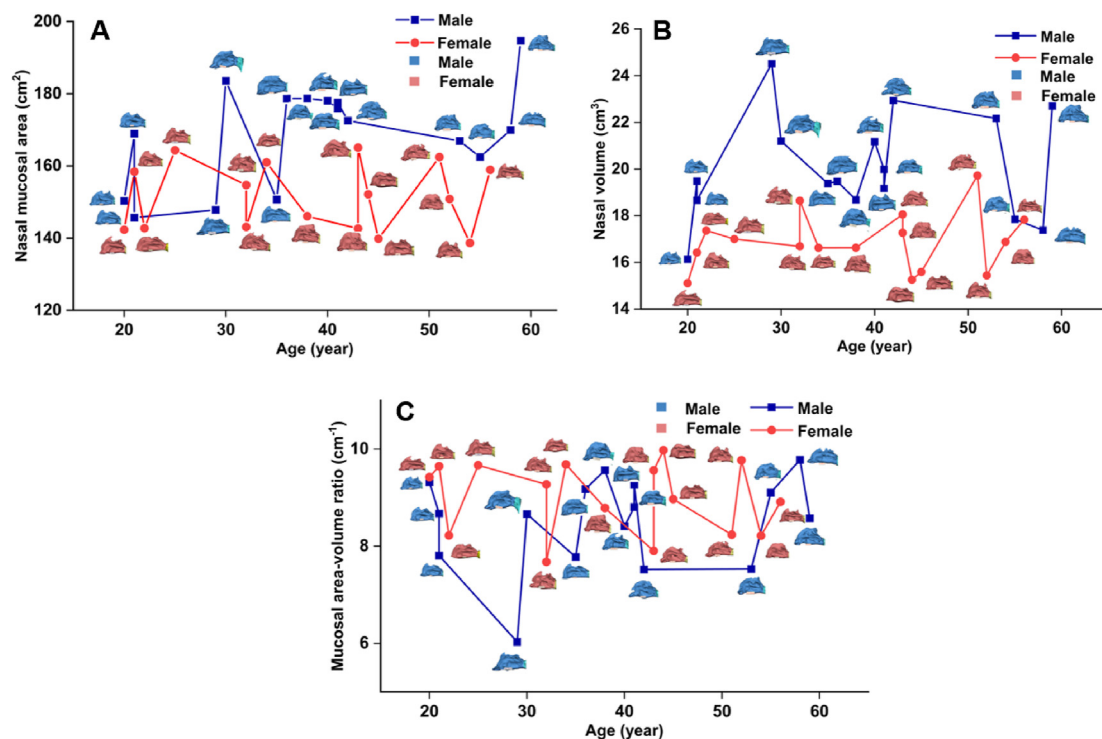 A
Male
Female
Male
Female
Nasal mucosal area (cm²)
200
180
160
140
120
20 30 40 50 60
Age (year)
B
Male
Female
Male
Female
Nasal volume (cm³)
26
24
22
20
18
16
14
20 30 40 50 60
Age (year)
C
Male Male
Female Female
Mucosal area-volume ratio (cm⁻¹)
10
8
6
20 30 40 50 60
Age (year)